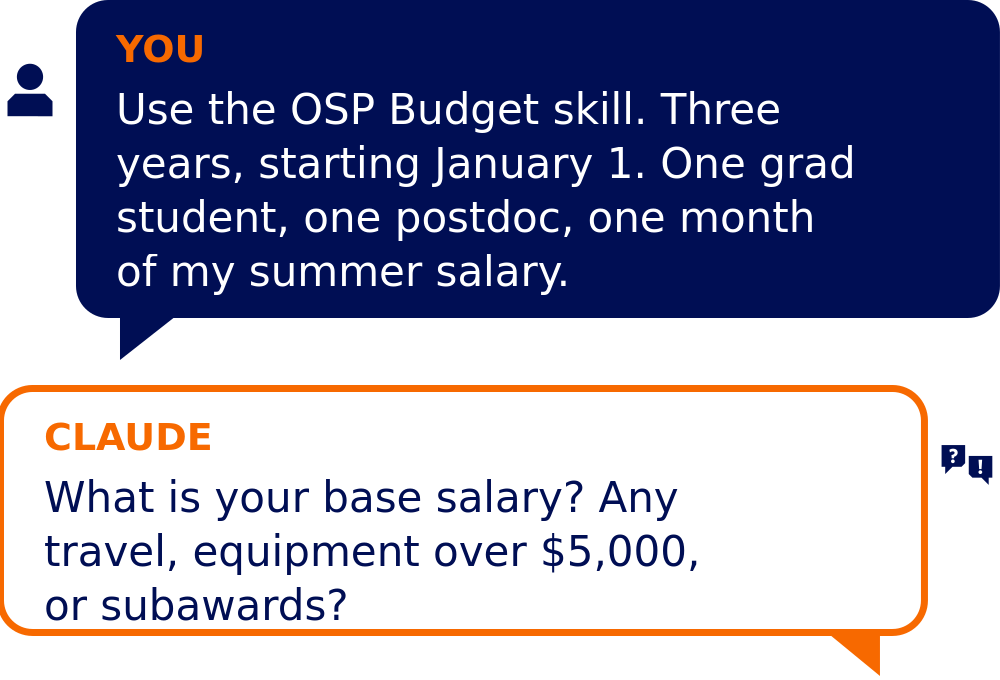 YOU
Use the OSP Budget skill. Three
years, starting January 1. One grad
student, one postdoc, one month
of my summer salary.
CLAUDE
What is your base salary? Any
travel, equipment over $5,000,
or subawards?
? !